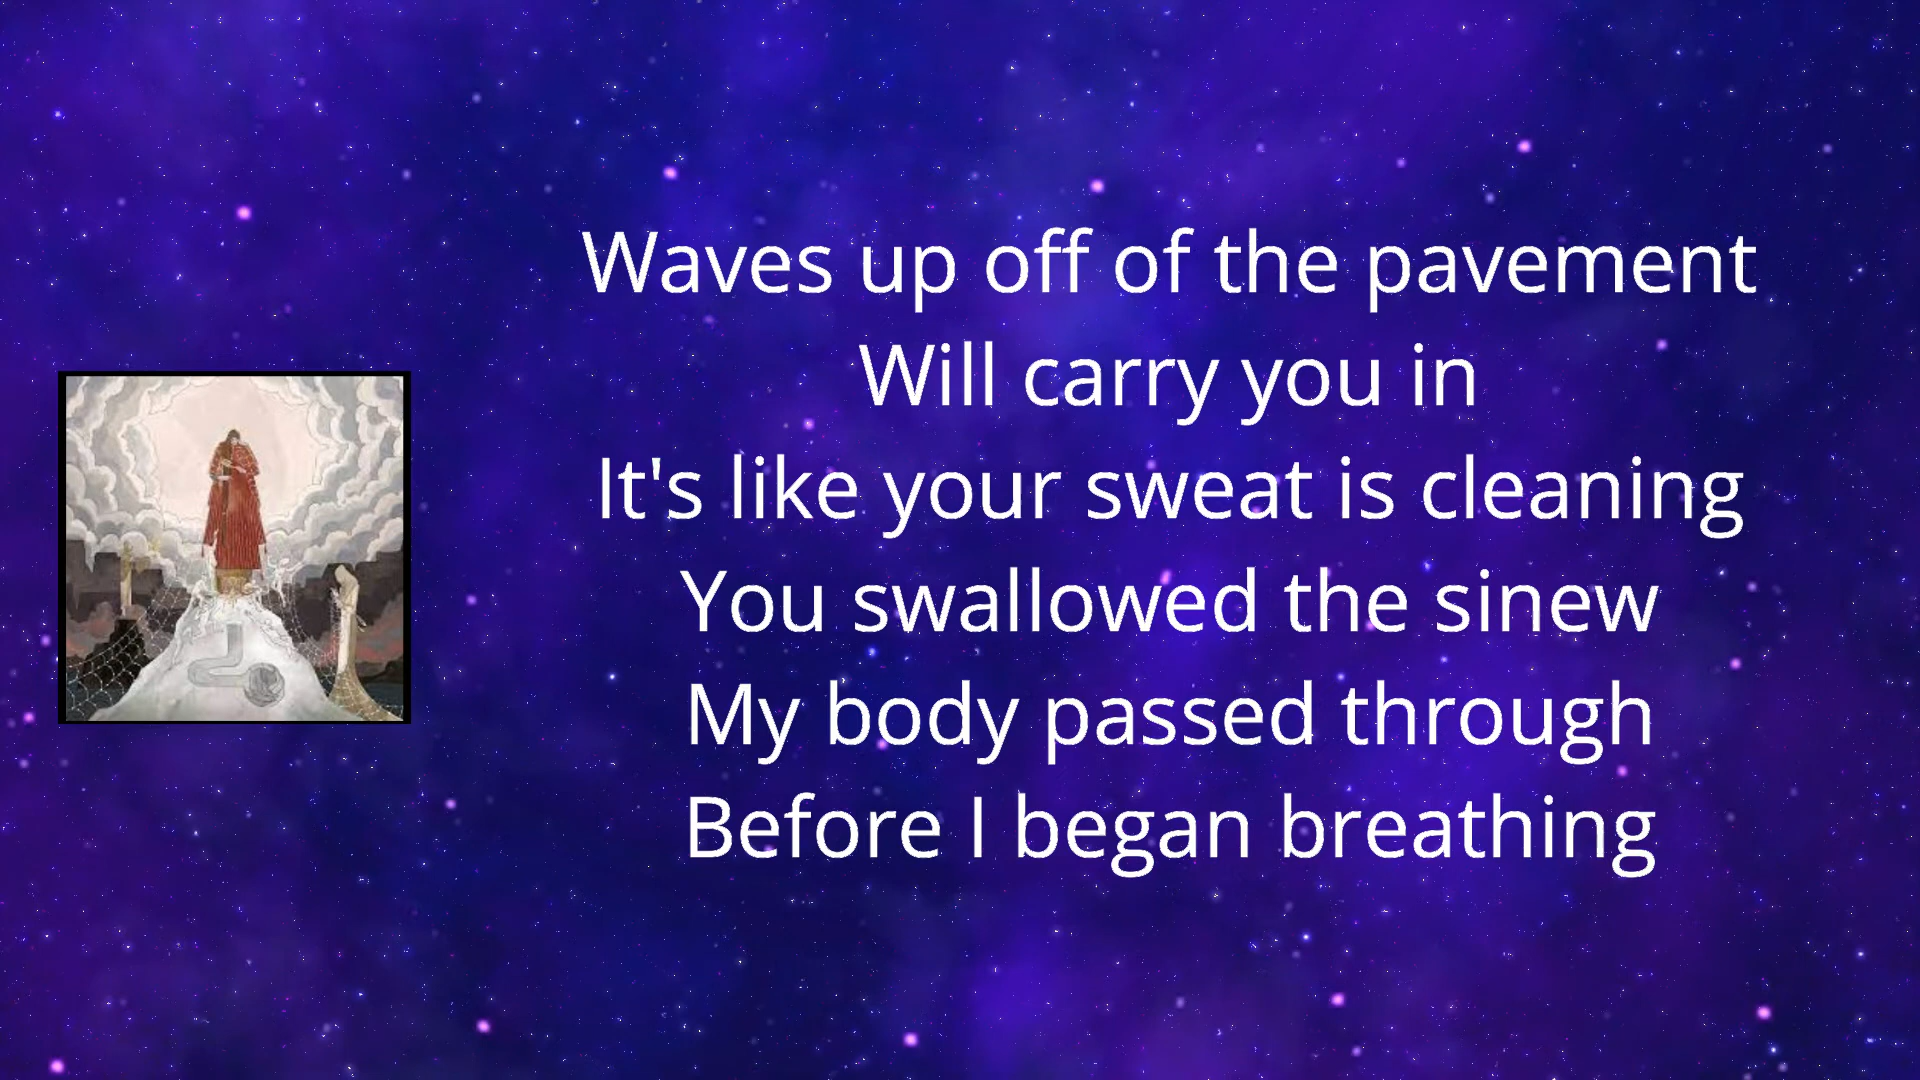 Waves up off of the pavement
Will carry you in
It's like your sweat is cleaning
You swallowed the sinew
My body passed through
Before I began breathing